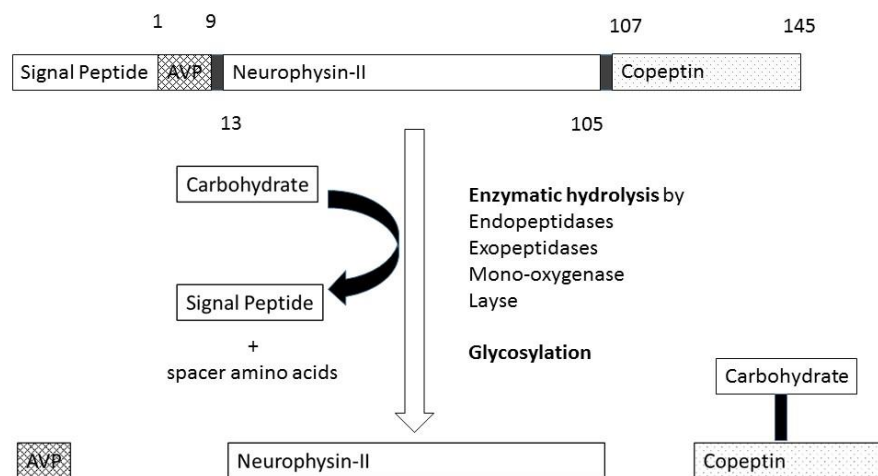 1 9 107 145
Signal Peptide AVP Neurophysin-II Copeptin
13 105
Carbohydrate
Enzymatic hydrolysis by
Endopeptidases
Exopeptidases
Mono-oxygenase
Layse
Signal Peptide
+
spacer amino acids
Glycosylation
Carbohydrate
AVP Neurophysin-II Copeptin